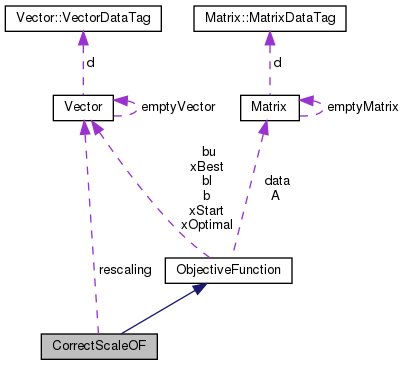 Vector::VectorDataTag
Matrix::MatrixDataTag
d
d
Vector
emptyVector
Matrix
emptyMatrix
bu
xBest
bl
b
xStart
xOptimal
data
A
rescaling
ObjectiveFunction
CorrectScaleOF